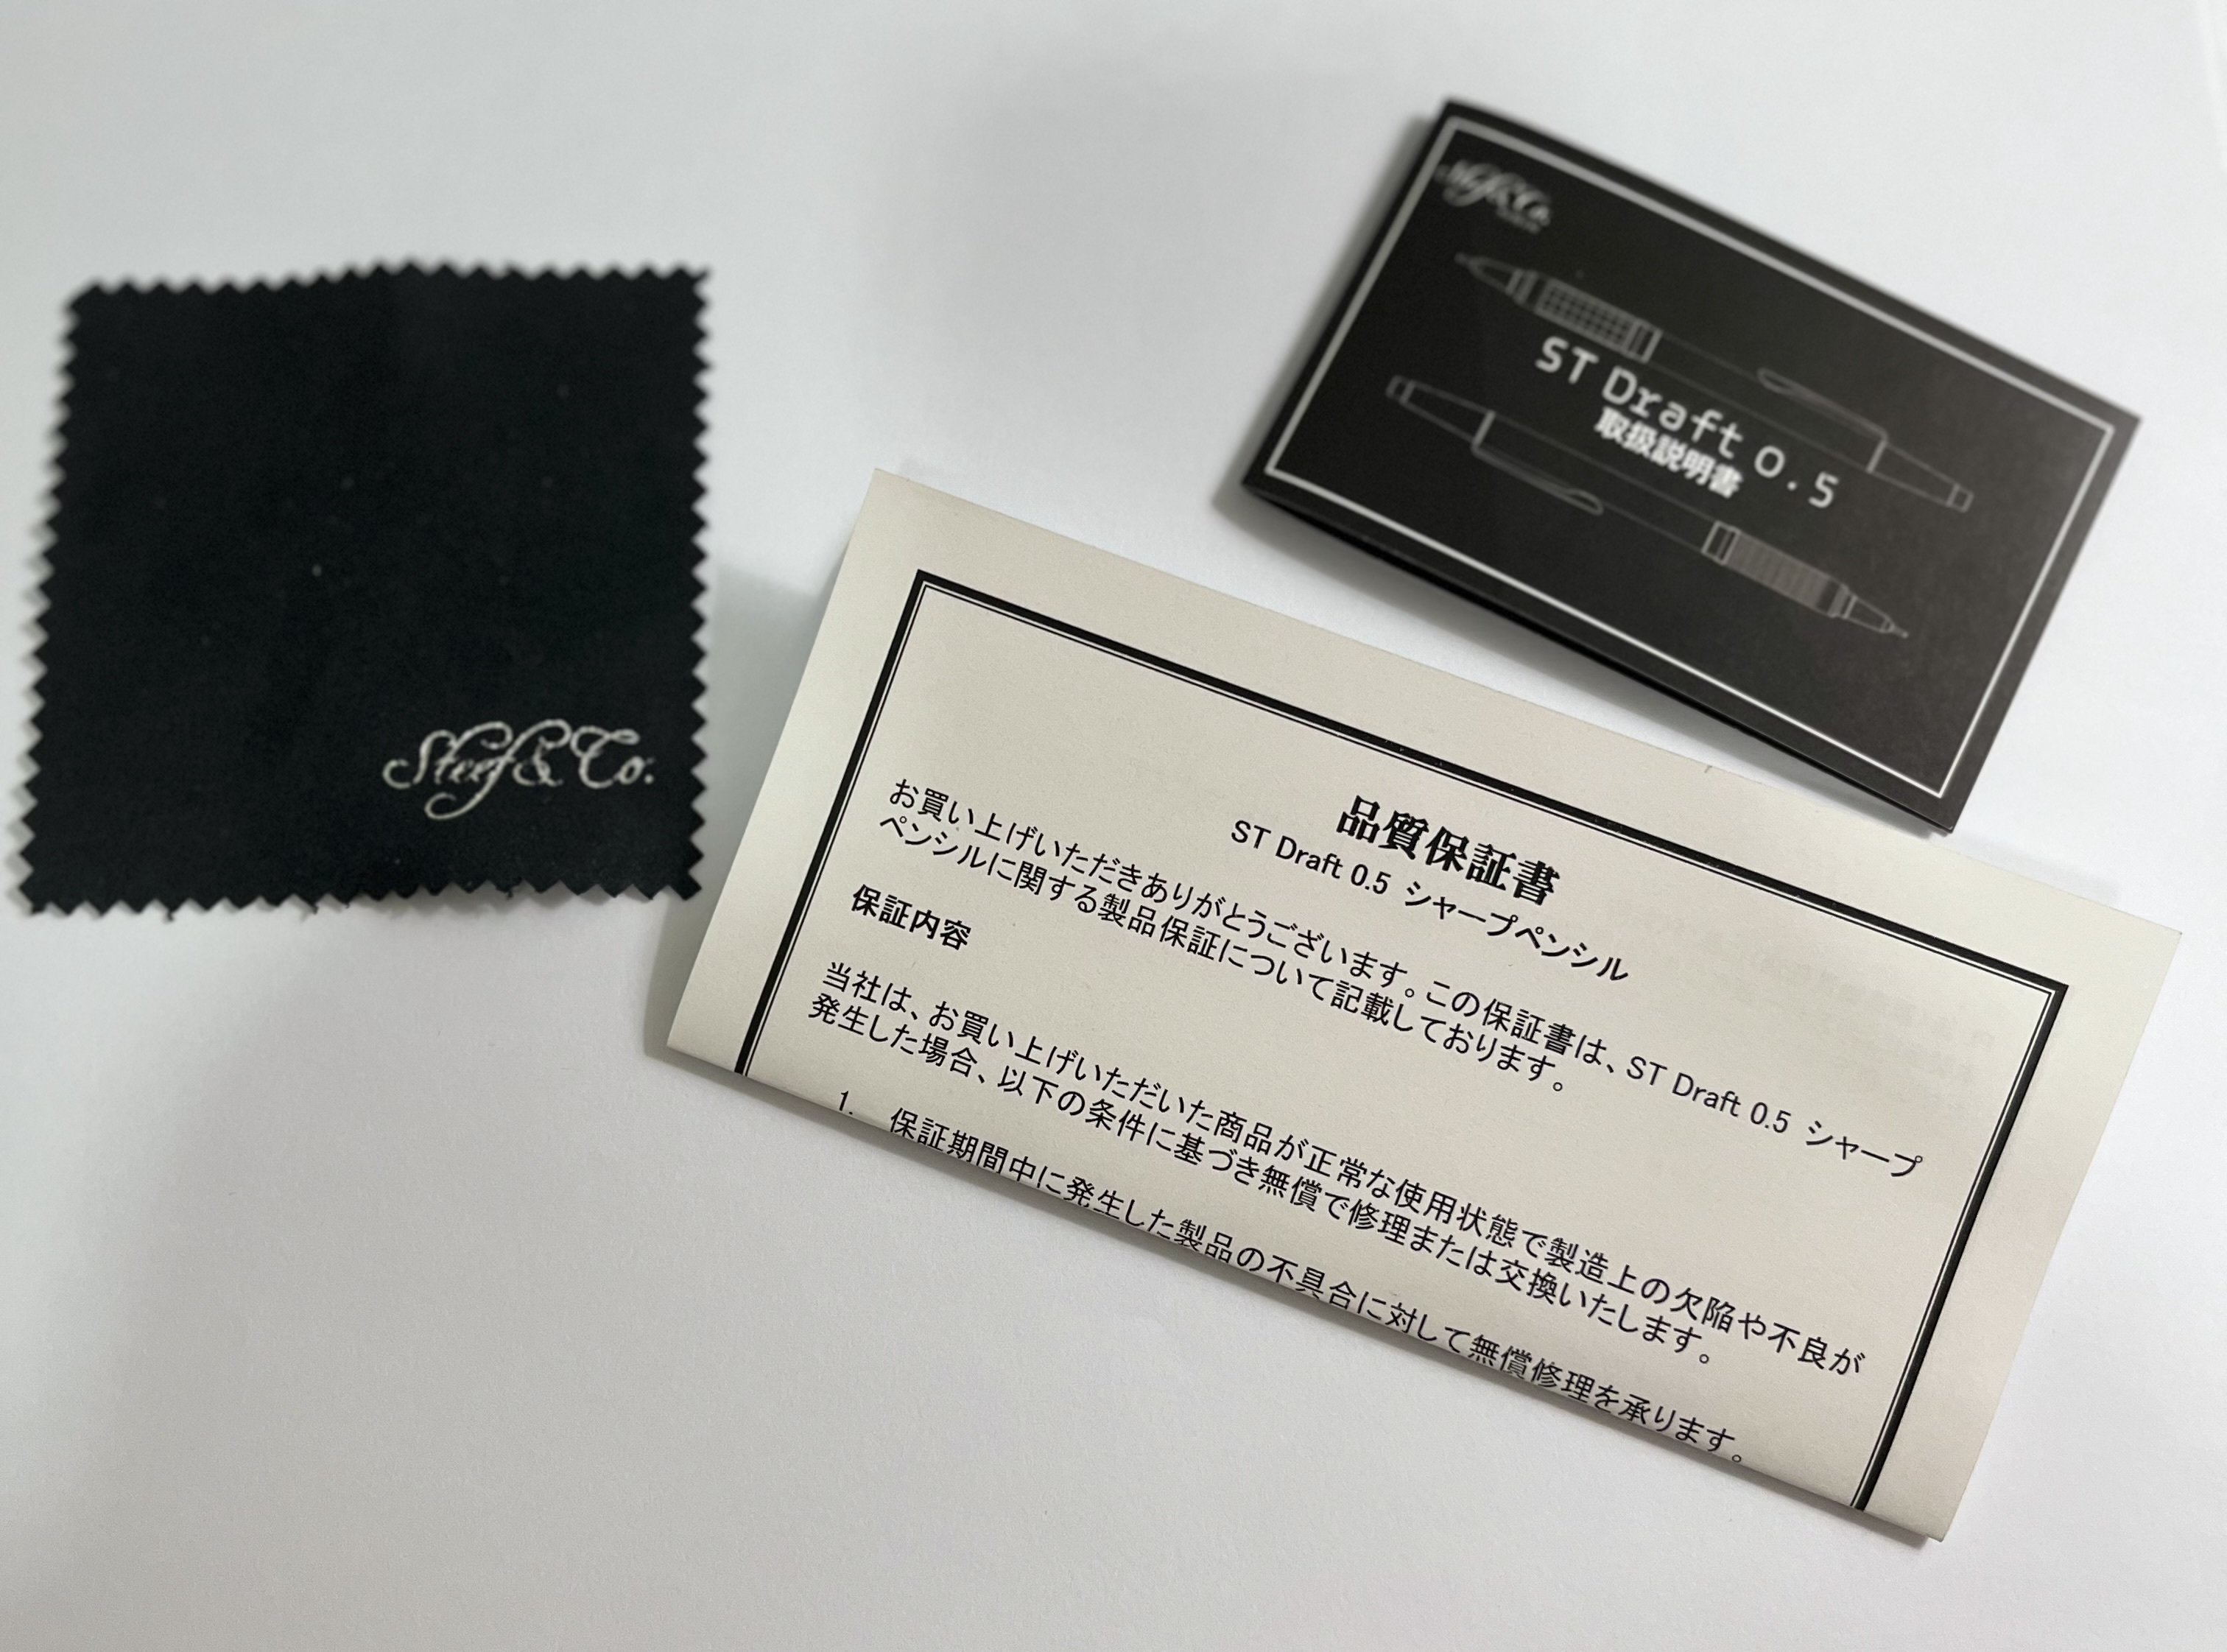 Steef&Co.
Steef&Co.
ST Draft 0.5
取扱説明書
品質保証書
ST Draft 0.5 シャープペンシル
お買い上げいただきありがとうございます。この保証書は、ST Draft 0.5 シャープ
ペンシルに関する製品保証について記載しております。
保証内容
当社は、お買い上げいただいた商品が正常な使用状態で製造上の欠陥や不良が
発生した場合、以下の条件に基づき無償で修理または交換いたします。
1. 保証期間中に発生した製品の不具合に対して無償修理を承ります。